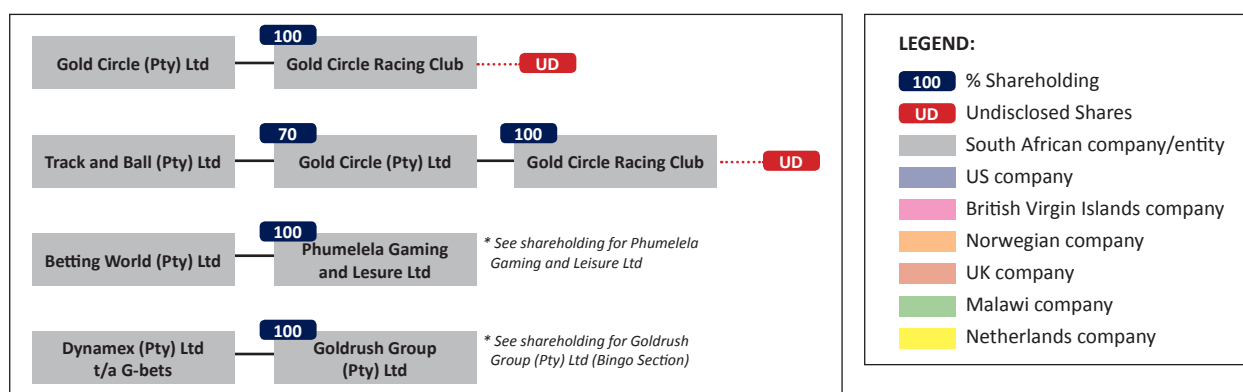 100
Gold Circle (Pty) Ltd
Gold Circle Racing Club
UD
70
100
Track and Ball (Pty) Ltd
Gold Circle (Pty) Ltd
Gold Circle Racing Club
UD
100
Betting World (Pty) Ltd
Phumelela Gaming
and Lesure Ltd
* See shareholding for Phumelela
Gaming and Leisure Ltd
100
Dynamex (Pty) Ltd
t/a G-bets
Goldrush Group
(Pty) Ltd
* See shareholding for Goldrush
Group (Pty) Ltd (Bingo Section)
LEGEND:
100 % Shareholding
UD Undisclosed Shares
South African company/entity
US company
British Virgin Islands company
Norwegian company
UK company
Malawi company
Netherlands company